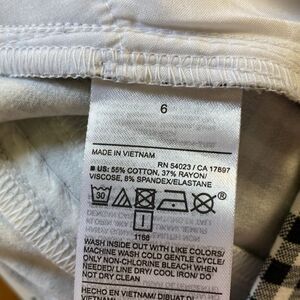 6
MADE IN VIETNAM
RN 54023 / CA 17897
■ US: 55% COTTON, 37% RAYON/
VISCOSE, 8% SPANDEX/ELASTANE
30
1166
WASH INSIDE OUT WITH LIKE COLORS/
MACHINE WASH COLD GENTLE CYCLE/
ONLY NON-CHLORINE BLEACH WHEN
NEEDED/ LINE DRY/ COOL IRON/ DO
NOT DRYCLEAN
HECHO EN VIETNAM/